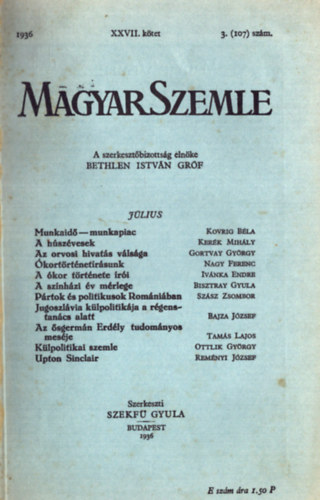 1936 XXVII. kötet 3. (107) szám.
MAGYAR SZEMLE
A szerkesztőbizottság elnöke
BETHLEN ISTVÁN GRÓF
JÚLIUS
Munkaidő — munkapiac KOVRIG BÉLA
A húszévesek KERÉK MIHÁLY
Az orvosi hivatás válsága GORTVAY GYÖRGY
Ókortörténetírásunk NAGY FERENC
A ókor története írói IVÁNKA ENDRE
A színházi év mérlege BISZTRAY GYULA
Pártok és politikusok Romániában SZÁSZ ZSOMBOR
Jugoszlávia külpolitikája a régens-
tanács alatt BAJZA JÓZSEF
Az ősgermán Erdély tudományos
meséje TAMÁS LAJOS
Külpolitikai szemle OTTLIK GYÖRGY
Upton Sinclair REMÉNYI JÓZSEF
Szerkeszti
SZEKFŰ GYULA
BUDAPEST
1936
E szám ára 1.50 P